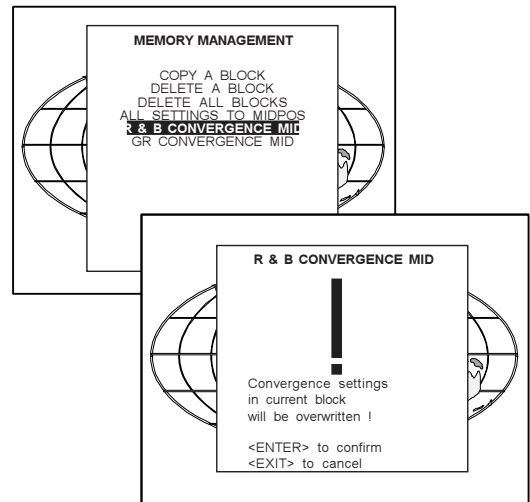 MEMORY MANAGEMENT
COPY A BLOCK
DELETE A BLOCK
DELETE ALL BLOCKS
ALL SETTINGS TO MIDPOS
R & B CONVERGENCE MID
GR CONVERGENCE MID
R & B CONVERGENCE MID
!
Convergence settings
in current block
will be overwritten !
<ENTER> to confirm
<EXIT> to cancel